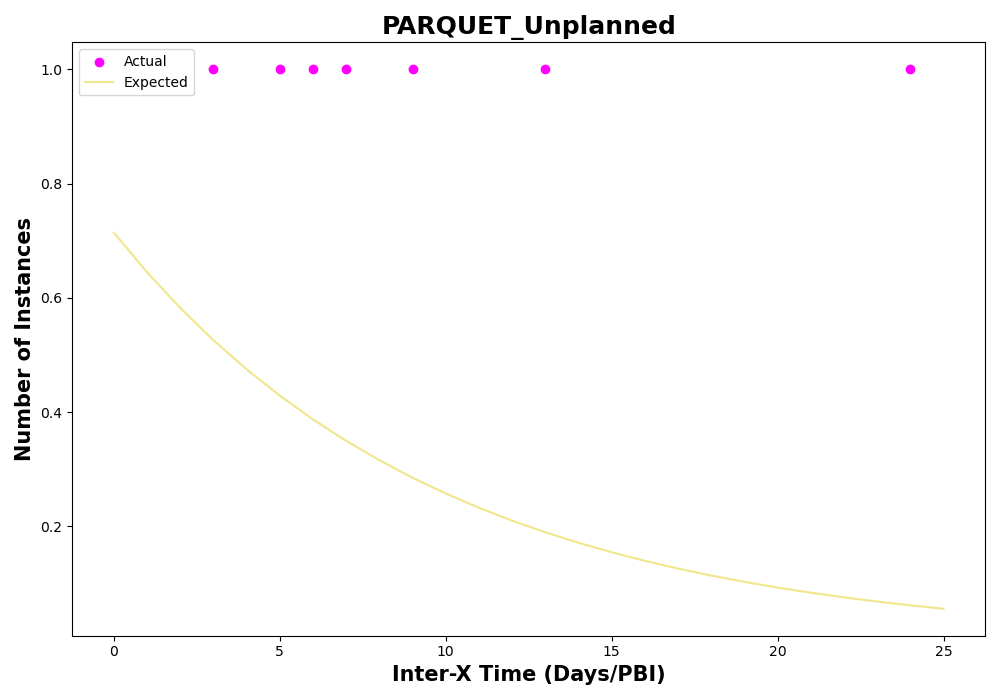 PARQUET_Unplanned
Actual
Expected
Number of Instances
1.0
0.8
0.6
0.4
0.2
0
5
10
15
20
25
Inter-X Time (Days/PBI)